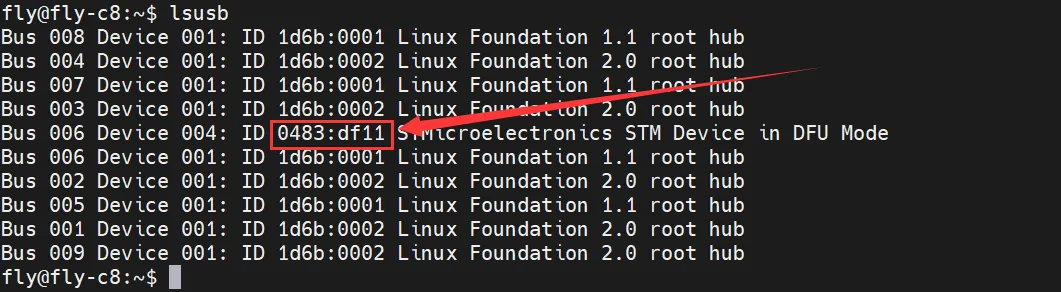 fly@fly-c8:~$ lsusb
Bus 008 Device 001: ID 1d6b:0001 Linux Foundation 1.1 root hub
Bus 004 Device 001: ID 1d6b:0002 Linux Foundation 2.0 root hub
Bus 007 Device 001: ID 1d6b:0001 Linux Foundation 1.1 root hub
Bus 003 Device 001: ID 1d6b:0002 Linux Foundation 2.0 root hub
Bus 006 Device 004: ID 0483:df11 STMicroelectronics STM Device in DFU Mode
Bus 006 Device 001: ID 1d6b:0001 Linux Foundation 1.1 root hub
Bus 002 Device 001: ID 1d6b:0002 Linux Foundation 2.0 root hub
Bus 005 Device 001: ID 1d6b:0001 Linux Foundation 1.1 root hub
Bus 001 Device 001: ID 1d6b:0002 Linux Foundation 2.0 root hub
Bus 009 Device 001: ID 1d6b:0002 Linux Foundation 2.0 root hub
fly@fly-c8:~$